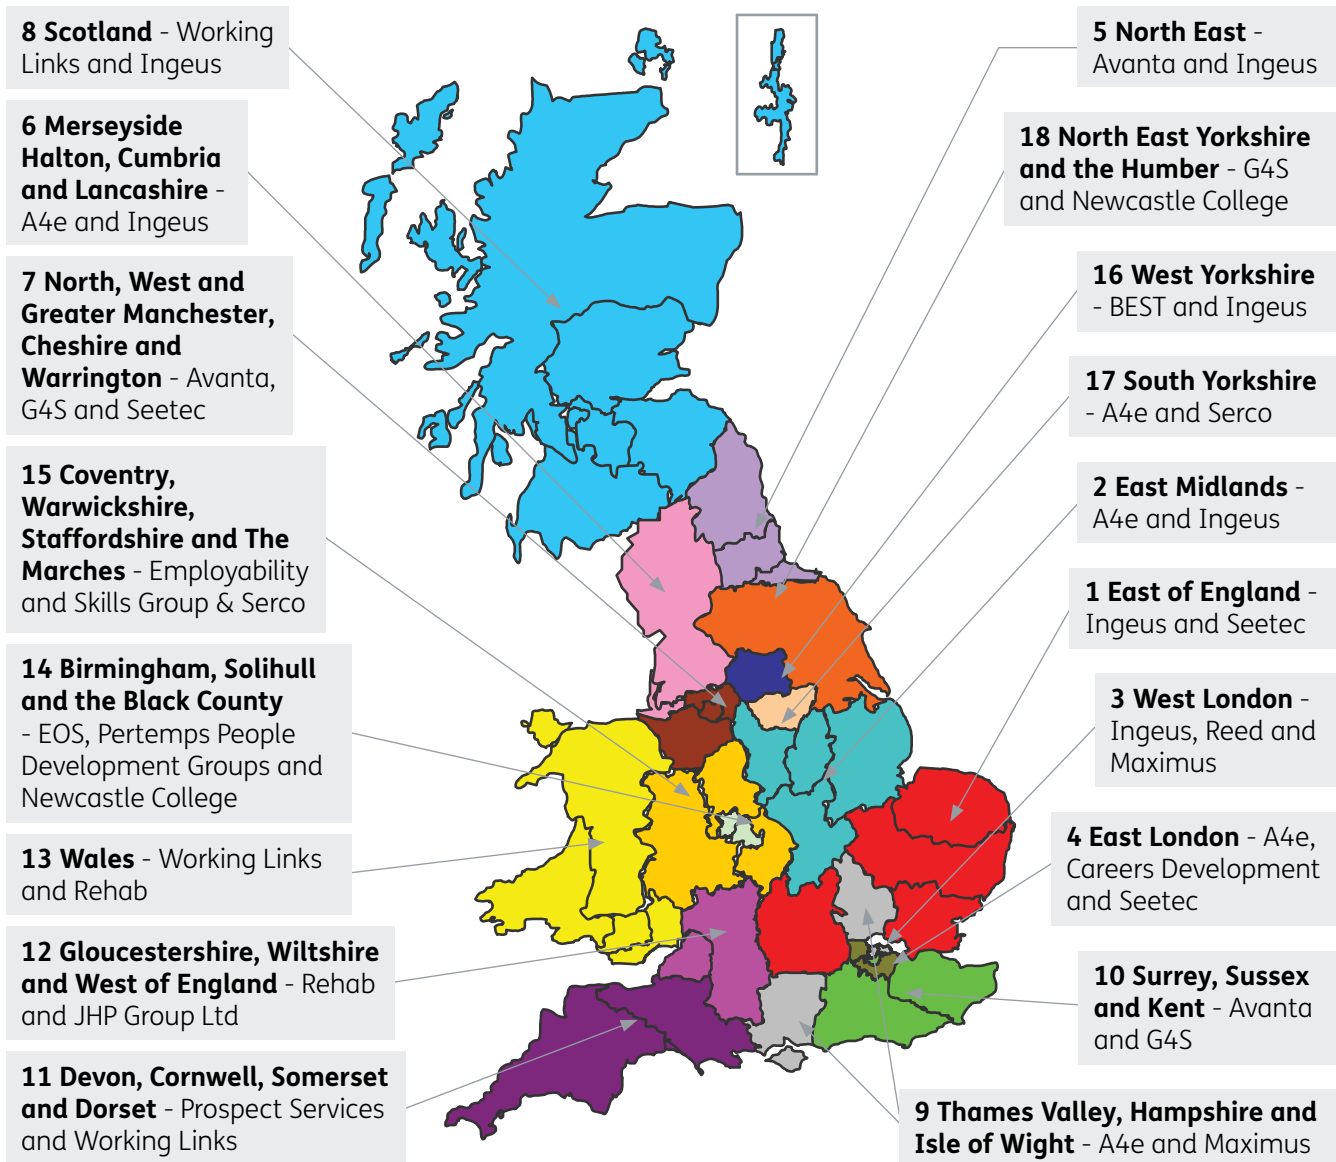 8 Scotland - Working
Links and Ingeus
6 Merseyside
Halton, Cumbria
and Lancashire -
A4e and Ingeus
7 North, West and
Greater Manchester,
Cheshire and
Warrington - Avanta,
G4S and Seetec
15 Coventry,
Warwickshire,
Staffordshire and The
Marches - Employability
and Skills Group & Serco
14 Birmingham, Solihull
and the Black County
- EOS, Pertemps People
Development Groups and
Newcastle College
13 Wales - Working Links
and Rehab
12 Gloucestershire, Wiltshire
and West of England - Rehab
and JHP Group Ltd
11 Devon, Cornwell, Somerset
and Dorset - Prospect Services
and Working Links
5 North East -
Avanta and Ingeus
18 North East Yorkshire
and the Humber - G4S
and Newcastle College
16 West Yorkshire
- BEST and Ingeus
17 South Yorkshire
- A4e and Serco
2 East Midlands -
A4e and Ingeus
1 East of England -
Ingeus and Seetec
3 West London -
Ingeus, Reed and
Maximus
4 East London - A4e,
Careers Development
and Seetec
10 Surrey, Sussex
and Kent - Avanta
and G4S
9 Thames Valley, Hampshire and
Isle of Wight - A4e and Maximus